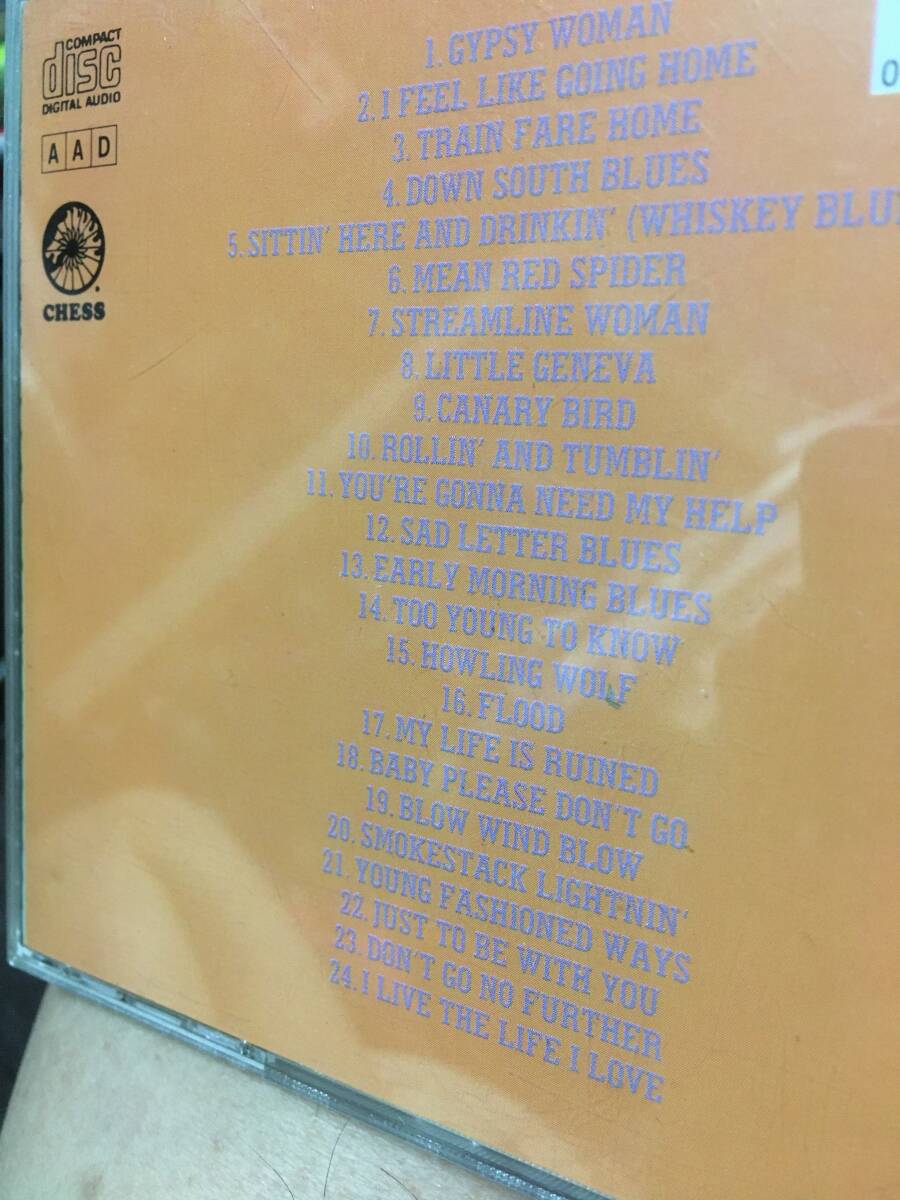 COMPACT
disc
DIGITAL AUDIO
A A D
CHESS
1. GYPSY WOMAN
2. I FEEL LIKE GOING HOME
3. TRAIN FARE HOME
4. DOWN SOUTH BLUES
5. SITTIN' HERE AND DRINKIN' (WHISKEY
6. MEAN RED SPIDER
7. STREAMLINE WOMAN
8. LITTLE GENEVA
9. CANARY BIRD
10. ROLLIN' AND TUMBLIN'
11. YOU'RE GONNA NEED MY HELP
12. SAD LETTER BLUES
13. EARLY MORNING BLUES
14. TOO YOUNG TO KNOW
15. HOWLING WOLF
16. FLOOD
17. MY LIFE IS RUINED
18. BABY PLEASE DON'T GO
19. BLOW WIND BLOW
20. SMOKESTACK LIGHTNIN'
21. YOUNG FASHIONED WAYS
22. JUST TO BE WITH YOU
23. DON'T GO NO FURTHER
24. I LIVE THE LIFE I LOVE